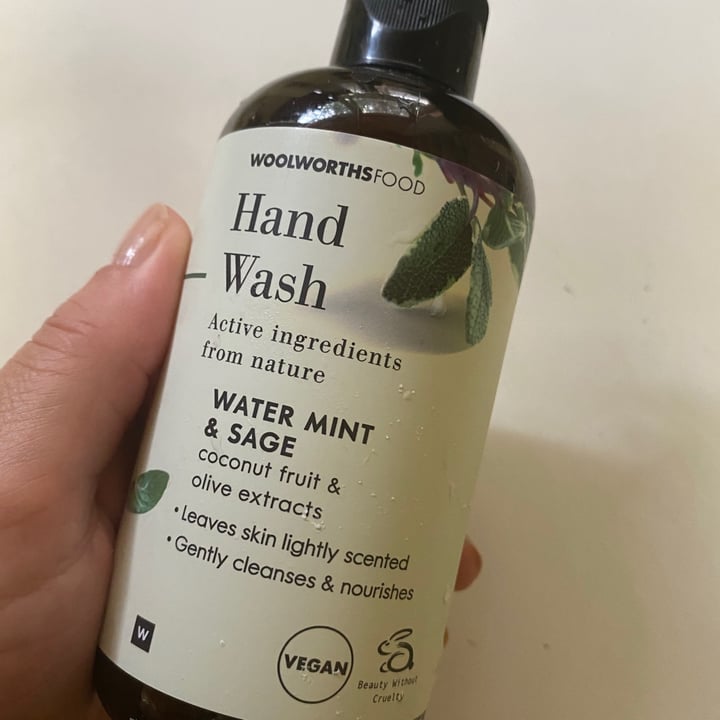 WOOLWORTHSFOOD
Hand
Wash
Active ingredients
from nature
WATER MINT
& SAGE
coconut fruit &
olive extracts
• Leaves skin lightly scented
• Gently cleanses & nourishes
W
VEGAN
Beauty Without
Cruelty